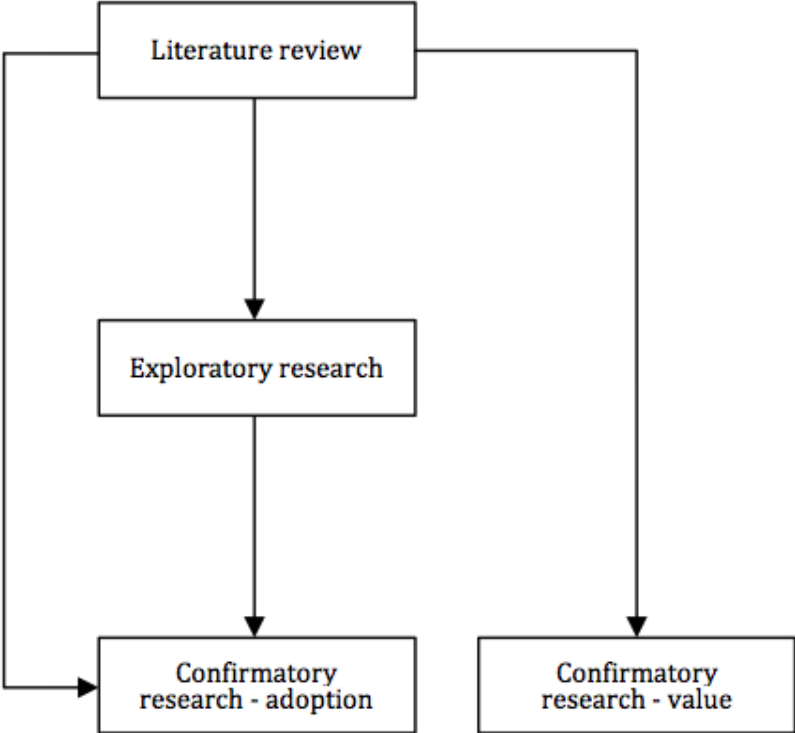 Literature review
Exploratory research
Confirmatory
research - adoption
Confirmatory
research - value